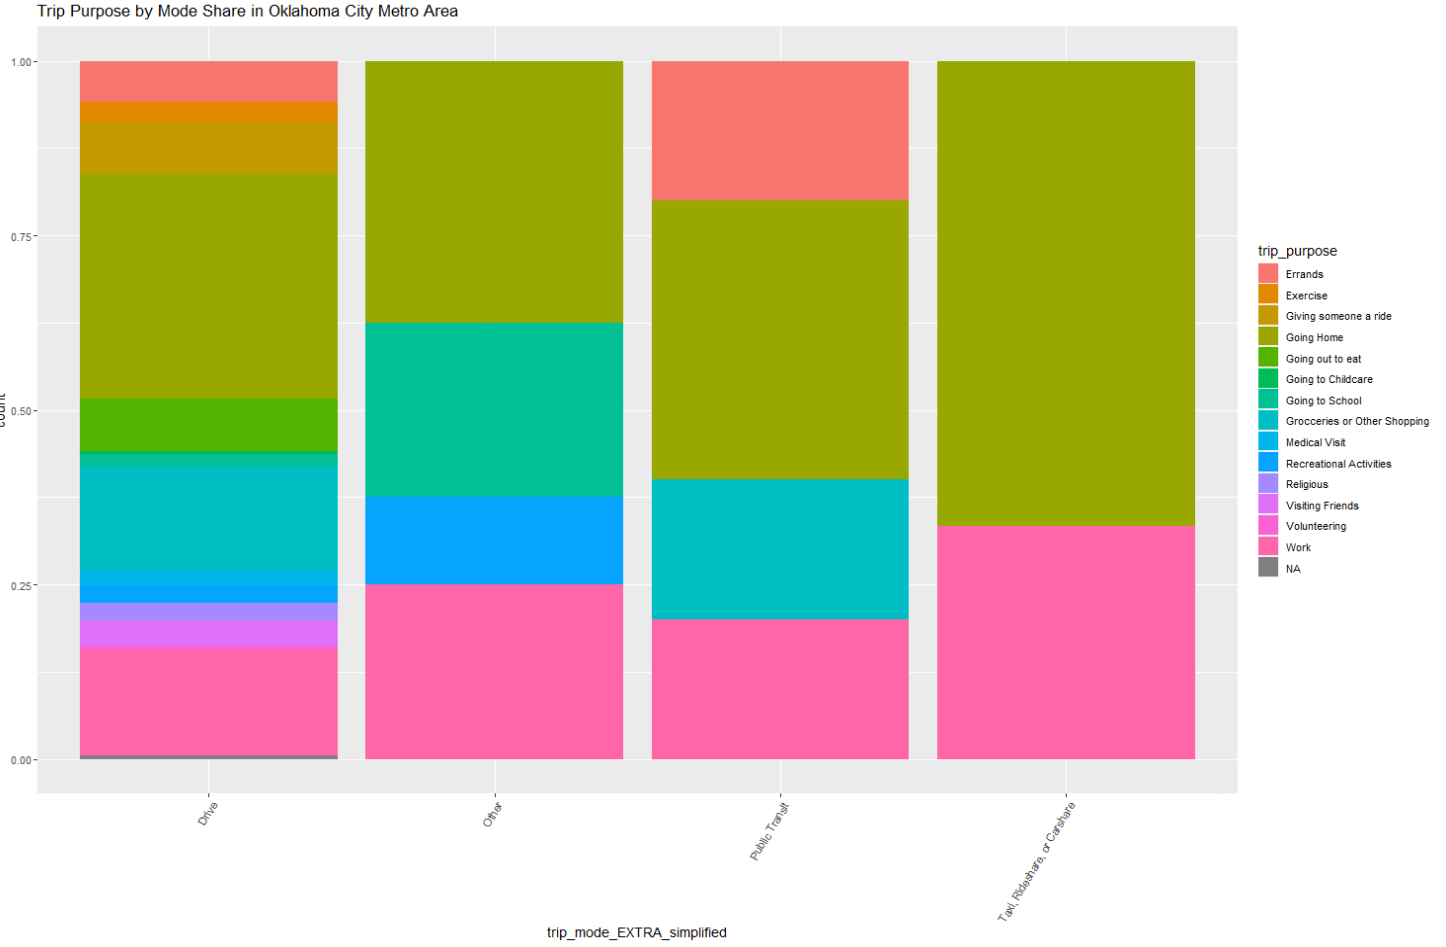 Trip Purpose by Mode Share in Oklahoma City Metro Area
1.00
0.75
0.50
0.25
0.00
count
Drive
Other
Public Transit
Taxi, Rideshare, or Carshare
trip_mode_EXTRA_simplified
trip_purpose
Errands
Exercise
Giving someone a ride
Going Home
Going out to eat
Going to Childcare
Going to School
Grocceries or Other Shopping
Medical Visit
Recreational Activities
Religious
Visiting Friends
Volunteering
Work
NA